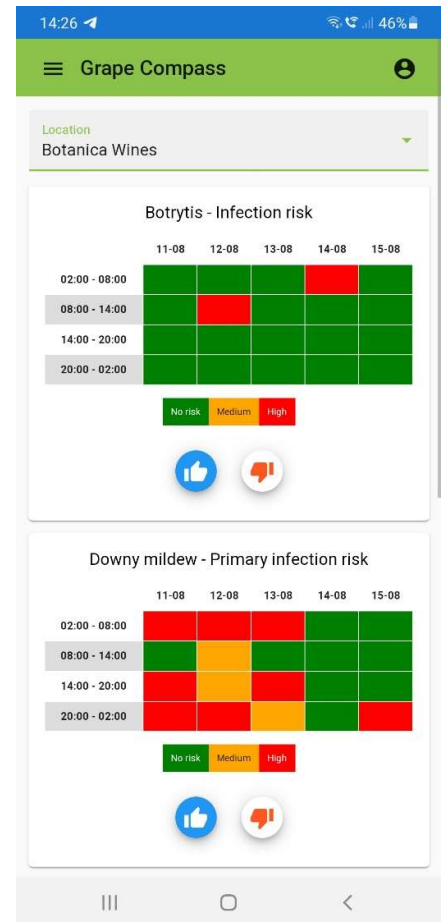 14:26 46%
Grape Compass
Location
Botanica Wines
Botrytis - Infection risk
11-08 12-08 13-08 14-08 15-08
02:00 - 08:00
08:00 - 14:00
14:00 - 20:00
20:00 - 02:00
No risk Medium High
Downy mildew - Primary infection risk
11-08 12-08 13-08 14-08 15-08
02:00 - 08:00
08:00 - 14:00
14:00 - 20:00
20:00 - 02:00
No risk Medium High